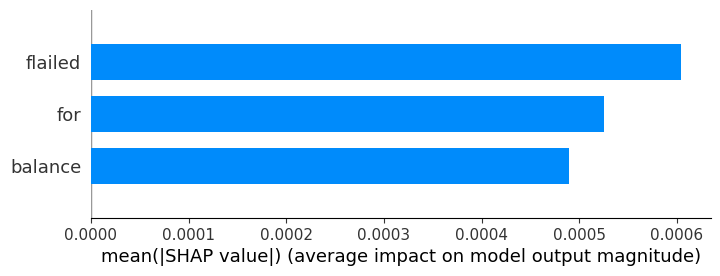 flailed
for
balance
0.0000 0.0001 0.0002 0.0003 0.0004 0.0005 0.0006
mean(|SHAP value|) (average impact on model output magnitude)